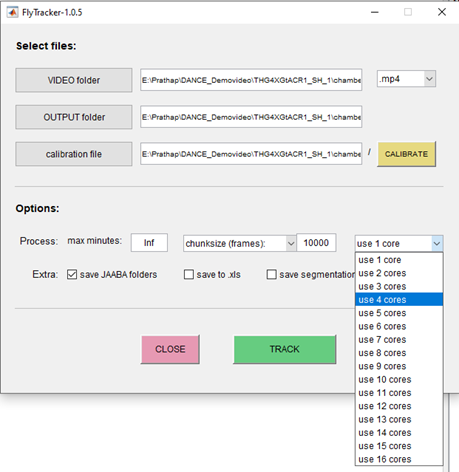 FlyTracker-1.0.5
Select files:
VIDEO folder E:\Prathap\DANCE_Demovideo\THG4XGtACR1_SH_1\chambe .mp4
OUTPUT folder E:\Prathap\DANCE_Demovideo\THG4XGtACR1_SH_1\chambe
calibration file E:\Prathap\DANCE_Demovideo\THG4XGtACR1_SH_1\chambe / CALIBRATE
Options:
Process: max minutes: Inf chunksize (frames): 10000 use 1 core
Extra: save JAABA folders save to .xls save segmentation
use 1 core
use 2 cores
use 3 cores
use 4 cores
use 5 cores
use 6 cores
use 7 cores
use 8 cores
use 9 cores
use 10 cores
use 11 cores
use 12 cores
use 13 cores
use 14 cores
use 15 cores
use 16 cores
CLOSE TRACK